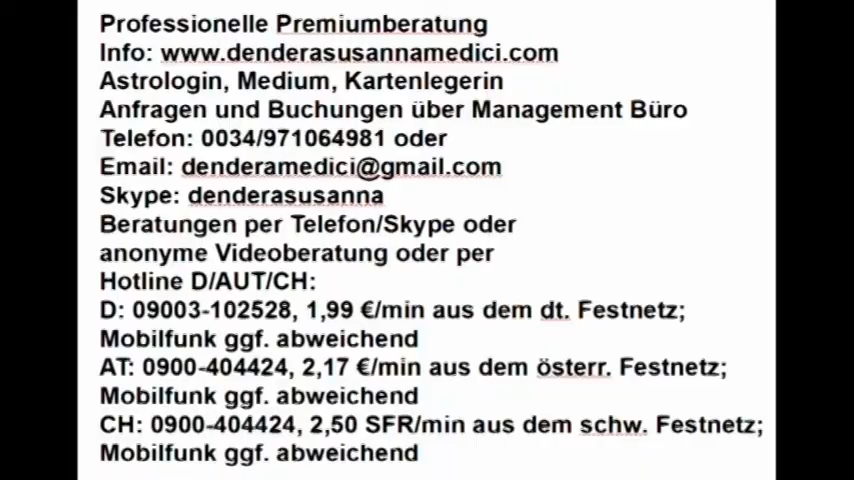 Professionelle Premiumberatung
Info: www.denderasusannamedici.com
Astrologin, Medium, Kartenlegerin
Anfragen und Buchungen über Management Büro
Telefon: 0034/971064981 oder
Email: denderamedici@gmail.com
Skype: denderasusanna
Beratungen per Telefon/Skype oder
anonyme Videoberatung oder per
Hotline D/AUT/CH:
D: 09003-102528, 1,99 €/min aus dem dt. Festnetz;
Mobilfunk ggf. abweichend
AT: 0900-404424, 2,17 €/min aus dem österr. Festnetz;
Mobilfunk ggf. abweichend
CH: 0900-404424, 2,50 SFR/min aus dem schw. Festnetz;
Mobilfunk ggf. abweichend